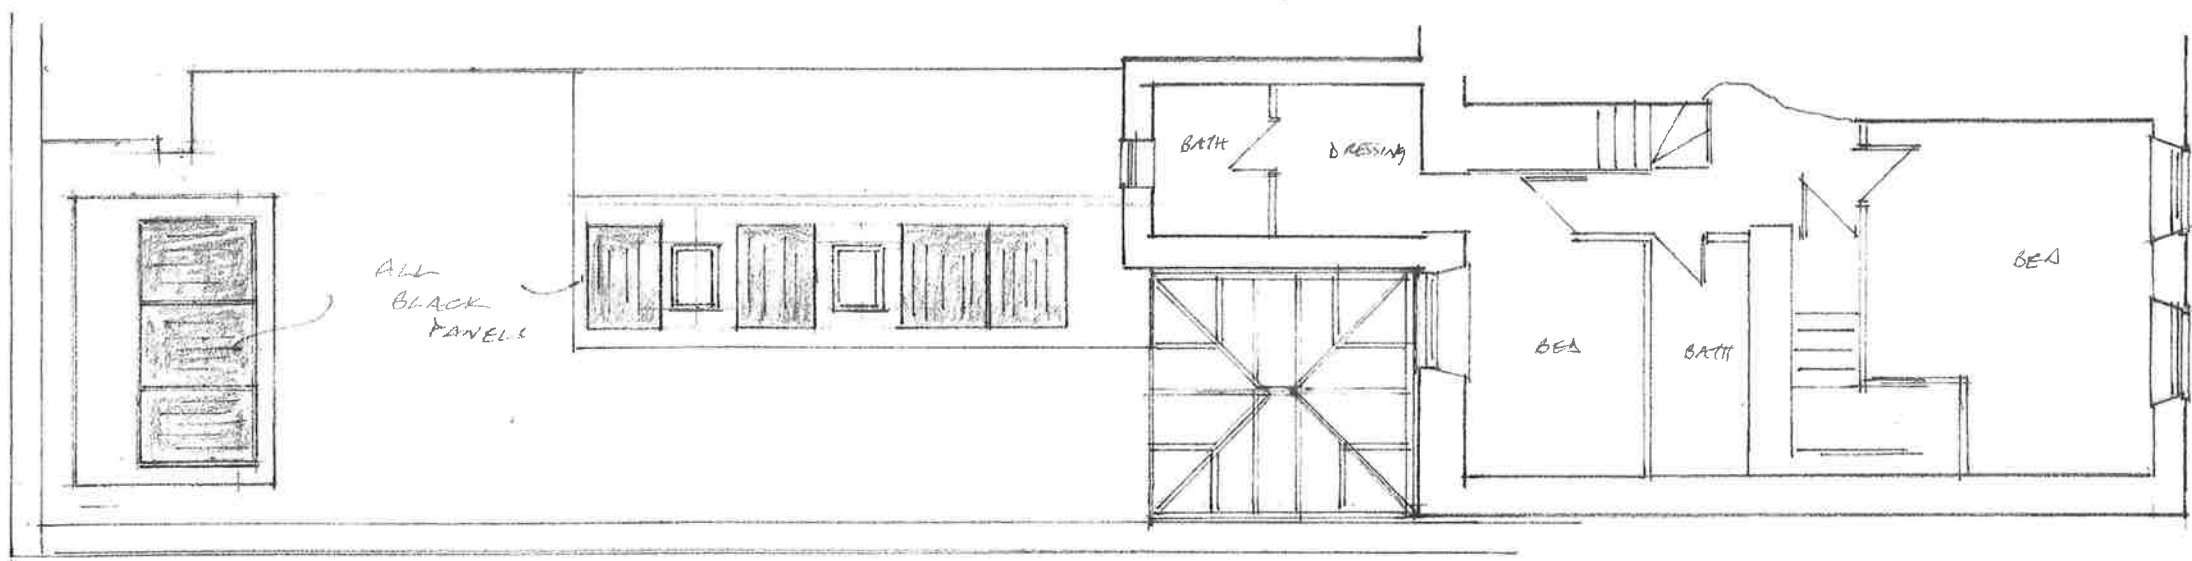 BATH
DRESSING
ALL
BLACK
PANELS
BED
BATH
BED